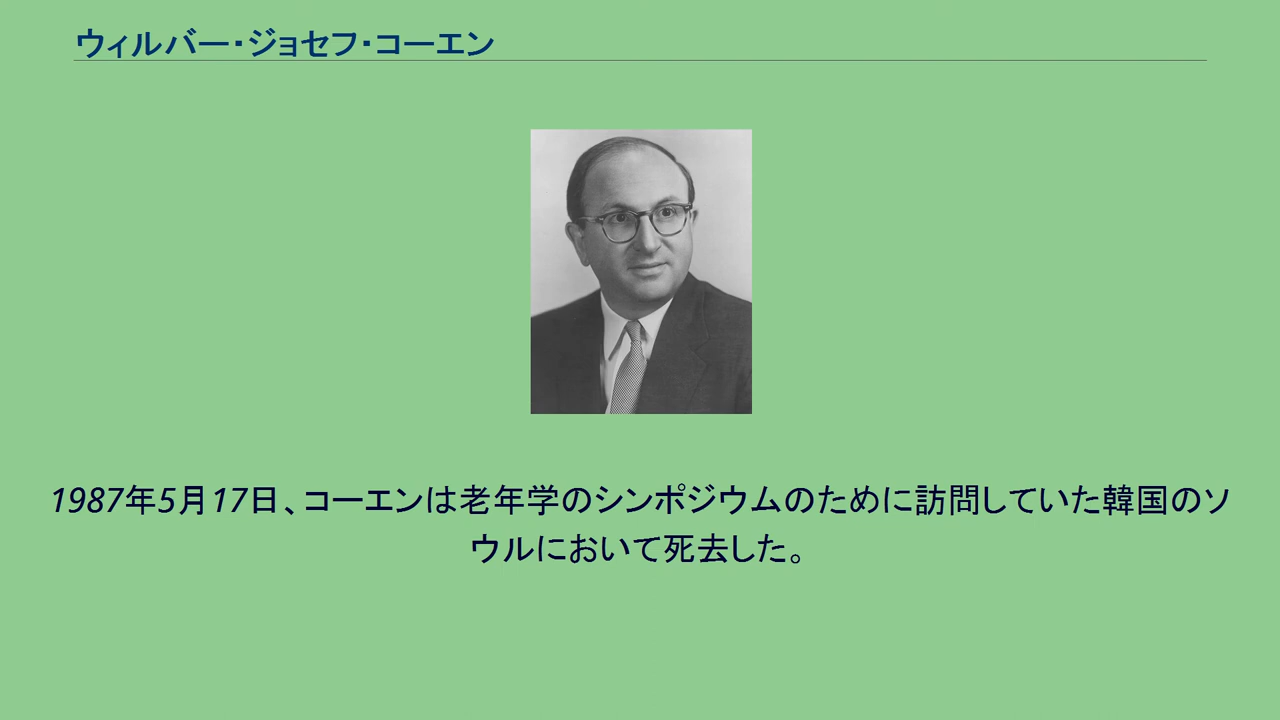 ウィルバー・ジョセフ・コーエン
1987年5月17日、コーエンは老年学のシンポジウムのために訪問していた韓国のソ
ウルにおいて死去した。